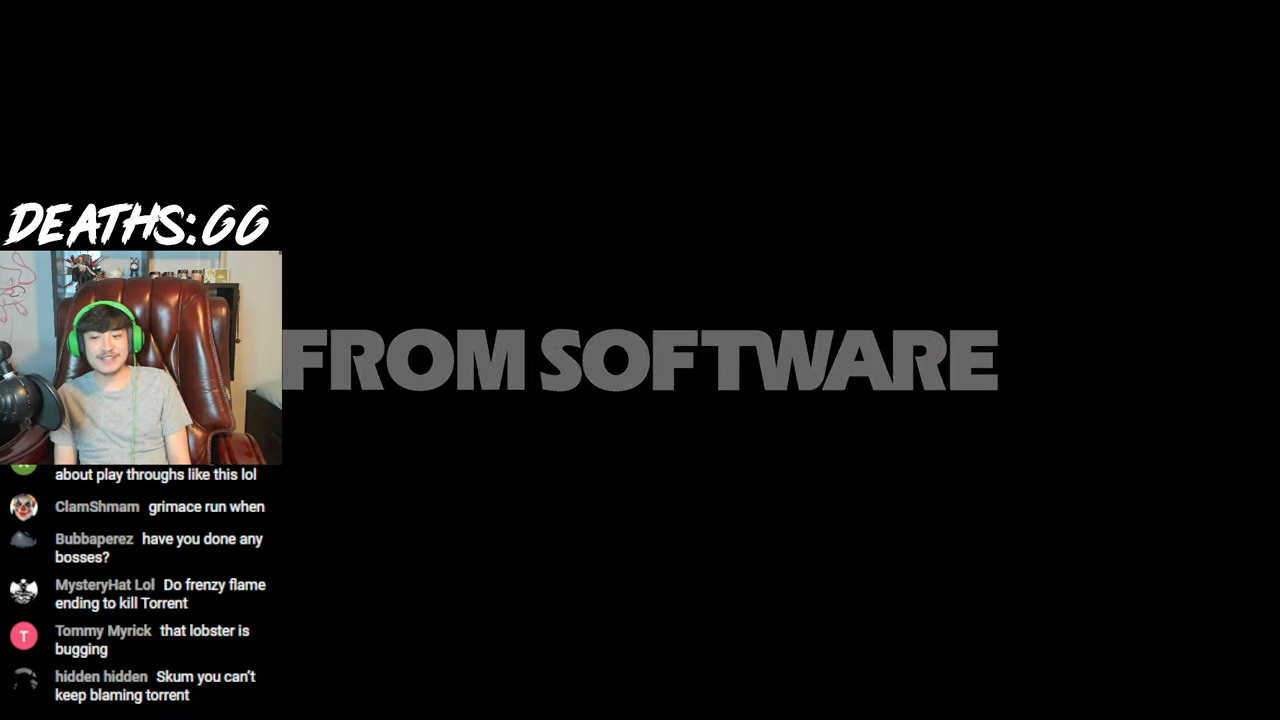 DEATHS:66
FROMSOFTWARE
about play throughs like this lol
ClamShmam grimace run when
Bubbaperez have you done any
bosses?
MysteryHat Lol Do frenzy flame
ending to kill Torrent
Tommy Myrick that lobster is
bugging
T
hidden hidden Skum you can't
keep blaming torrent